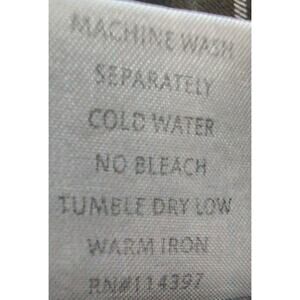 MACHINE WASH
SEPARATELY
COLD WATER
NO BLEACH
TUMBLE DRY LOW
WARM IRON
RN#114397